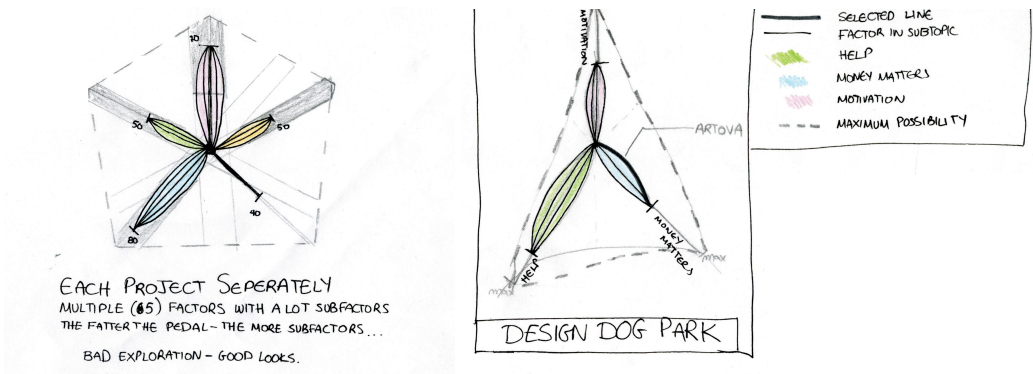 70
50
50
40
80
EACH PROJECT SEPERATELY
MULTIPLE (65) FACTORS WITH A LOT SUBFACTORS
THE FATTER THE PEDAL - THE MORE SUBFACTORS...
BAD EXPLORATION - GOOD LOOKS.
MOTIVATION
ARTOVA
MONEY MATTERS
HELP
max
max
DESIGN DOG PARK
SELECTED LINE
FACTOR IN SUBTOPIC
HELP
MONEY MATTERS
MOTIVATION
MAXIMUM POSSIBILITY